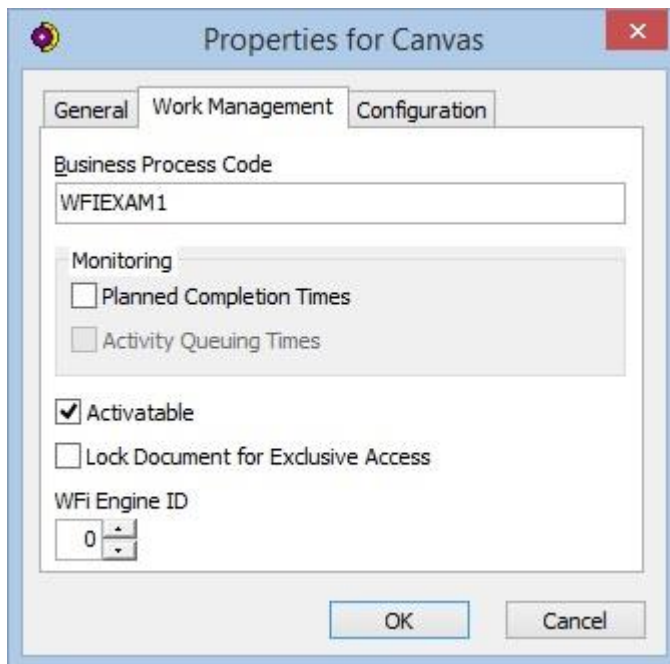 Properties for Canvas
General Work Management Configuration
Business Process Code
WFIEXAM1
Monitoring
Planned Completion Times
Activity Queuing Times
Activatable
Lock Document for Exclusive Access
WFi Engine ID
0
OK Cancel